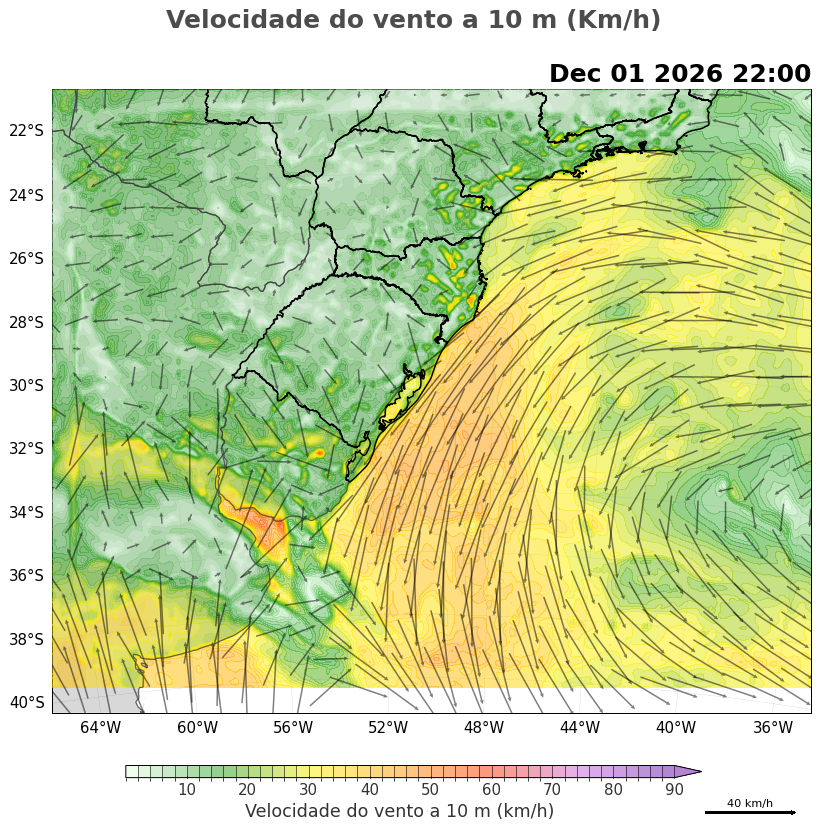 Velocidade do vento a 10 m (Km/h)
Dec 01 2026 22:00
22°S
24°S
26°S
28°S
30°S
32°S
34°S
36°S
38°S
40°S
64°W 60°W 56°W 52°W 48°W 44°W 40°W 36°W
10 20 30 40 50 60 70 80 90
Velocidade do vento a 10 m (km/h)
40 km/h